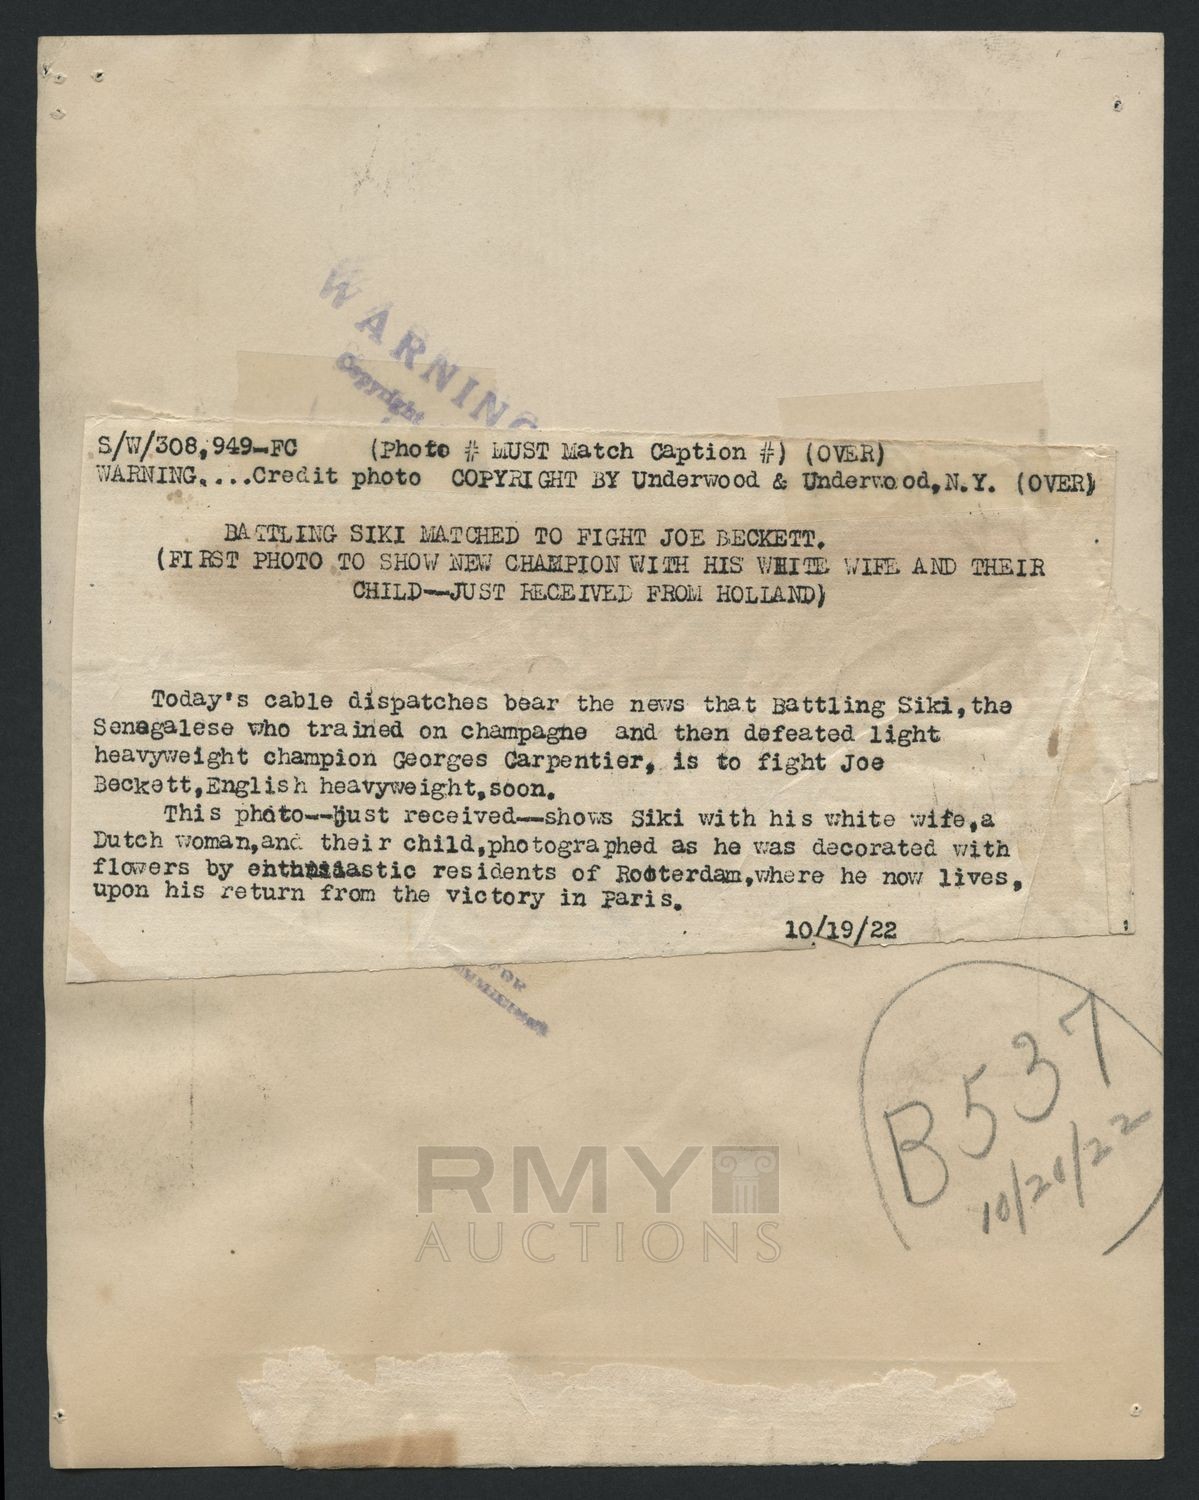 WARNING
Copyright
S/W/308,949-FC (Photo # MUST Match Caption #) (OVER)
WARNING....Credit photo COPYRIGHT BY Underwood & Underwood,N.Y. (OVER)
BATTLING SIKI MATCHED TO FIGHT JOE BECKETT.
(FIRST PHOTO TO SHOW NEW CHAMPION WITH HIS WHITE WIFE AND THEIR
CHILD--JUST RECEIVED FROM HOLLAND)
Today's cable dispatches bear the news that Battling Siki,the
Senegalese who trained on champagne and then defeated light
heavyweight champion Georges Carpentier, is to fight Joe
Beckett,English heavyweight,soon.
This photo--just received--shows Siki with his white wife,a
Dutch woman,and their child,photographed as he was decorated with
flowers by enthusiastic residents of Rotterdam,where he now lives,
upon his return from the victory in Paris.
10/19/22
B537
10/20/22
RMY
AUCTIONS